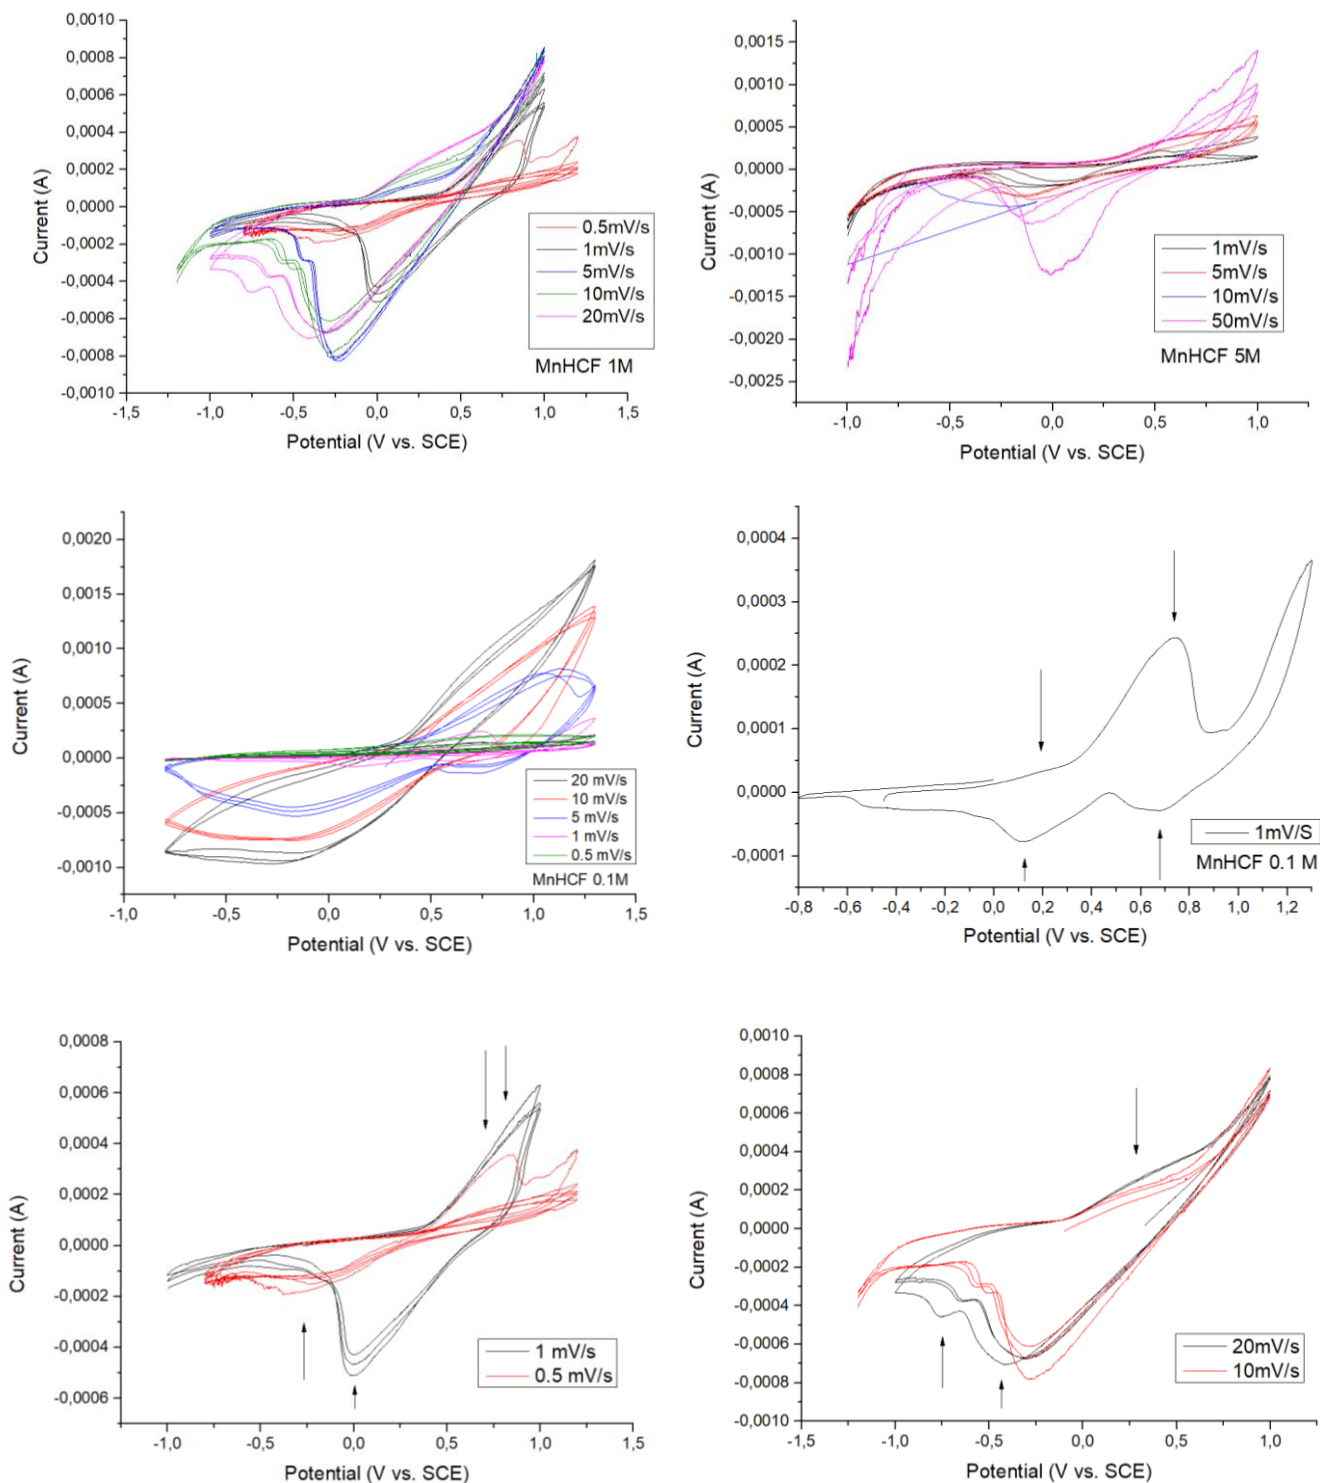 0,0010
0,0008
0,0006
0,0004
0,0002
0,0000
-0,0002
-0,0004
-0,0006
-0,0008
-0,0010
Current (A)
-1,5 -1,0 -0,5 0,0 0,5 1,0 1,5
Potential (V vs. SCE)
0.5mV/s
1mV/s
5mV/s
10mV/s
20mV/s
MnHCF 1M
0,0015
0,0010
0,0005
0,0000
-0,0005
-0,0010
-0,0015
-0,0020
-0,0025
Current (A)
-1,0 -0,5 0,0 0,5 1,0
Potential (V vs. SCE)
1mV/s
5mV/s
10mV/s
50mV/s
MnHCF 5M
0,0020
0,0015
0,0010
0,0005
0,0000
-0,0005
-0,0010
Current (A)
-1,0 -0,5 0,0 0,5 1,0 1,5
Potential (V vs. SCE)
20 mV/s
10 mV/s
5 mV/s
1 mV/s
0.5 mV/s
MnHCF 0.1M
0,0004
0,0003
0,0002
0,0001
0,0000
-0,0001
Current (A)
-0,8 -0,6 -0,4 -0,2 0,0 0,2 0,4 0,6 0,8 1,0 1,2
Potential (V vs. SCE)
1mV/S
MnHCF 0.1 M
0,0008
0,0006
0,0004
0,0002
0,0000
-0,0002
-0,0004
-0,0006
Current (A)
-1,0 -0,5 0,0 0,5 1,0 1,5
Potential (V vs. SCE)
1 mV/s
0.5 mV/s
0,0010
0,0008
0,0006
0,0004
0,0002
0,0000
-0,0002
-0,0004
-0,0006
-0,0008
-0,0010
Current (A)
-1,5 -1,0 -0,5 0,0 0,5 1,0
Potential (V vs. SCE)
20mV/s
10mV/s